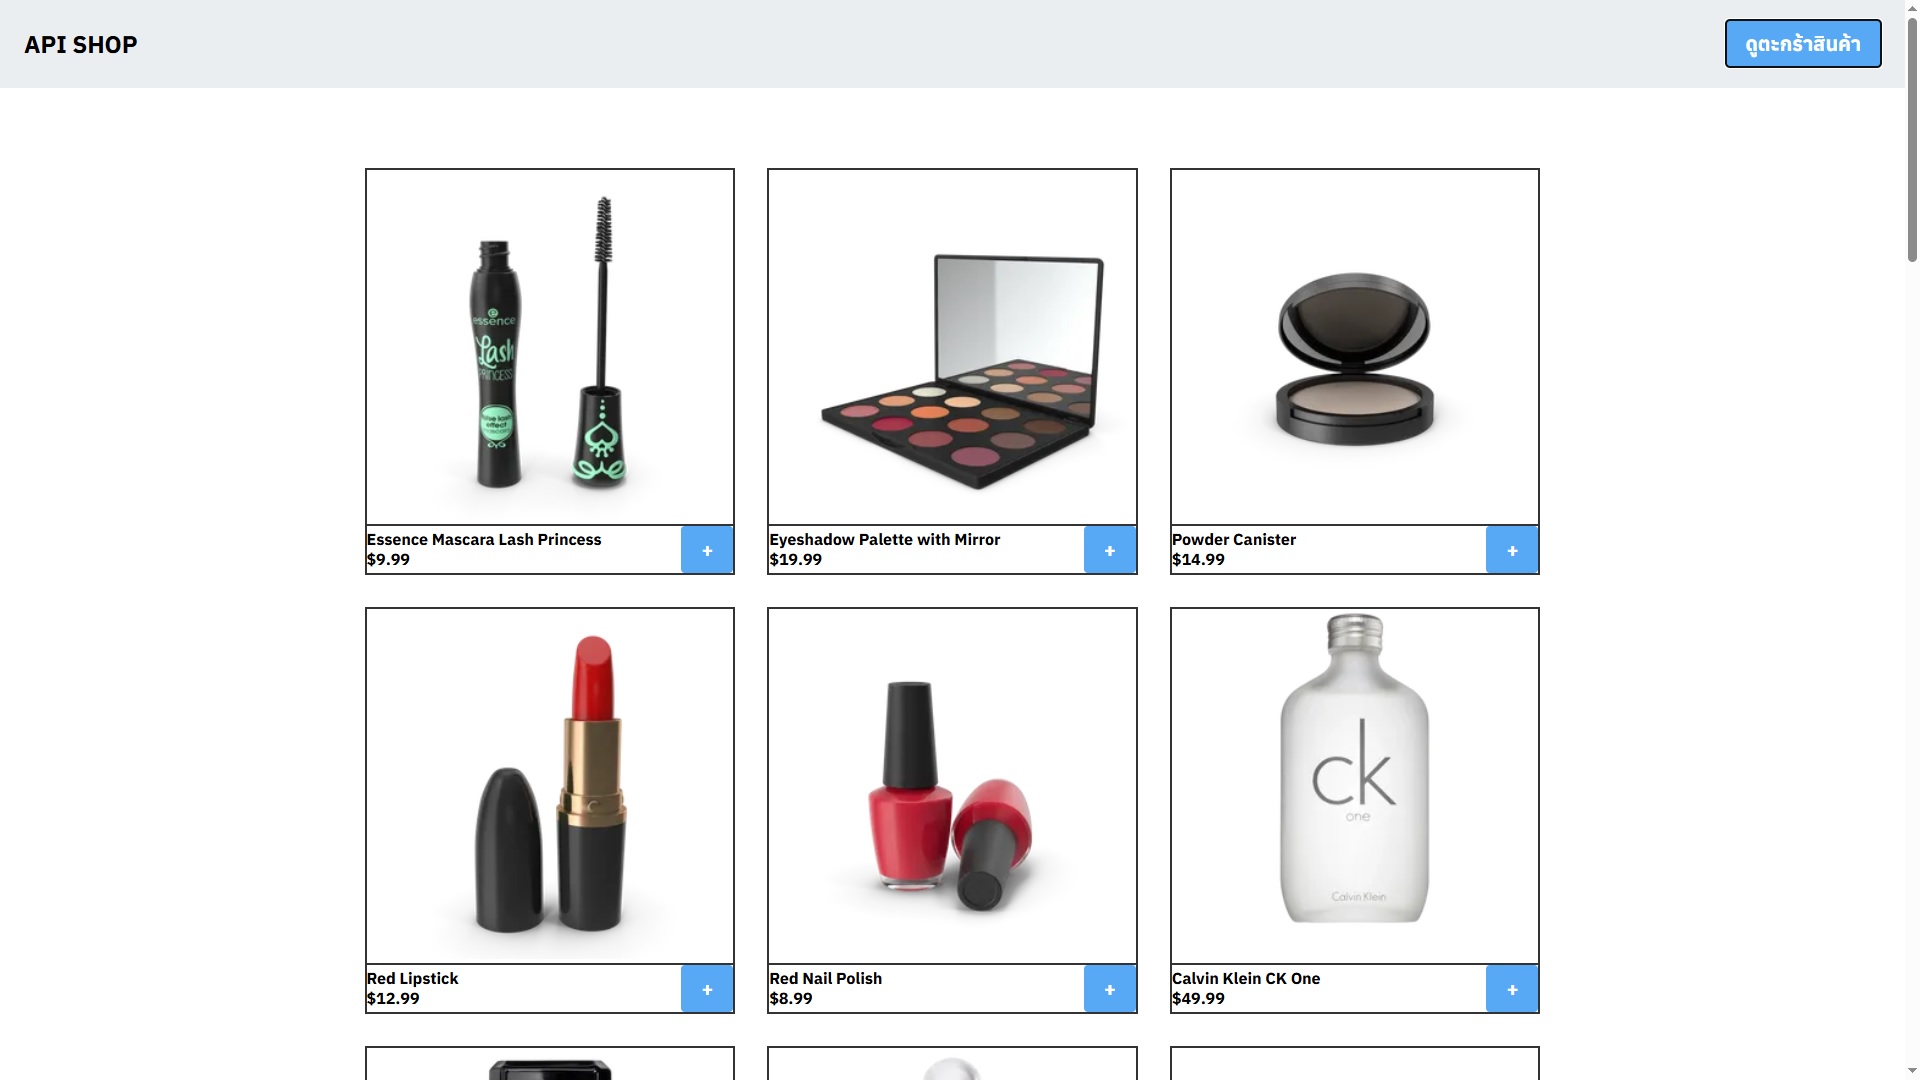 API SHOP
ดูตะกร้าสินค้า
essence
Lash
PRINCESS
false lash
effect
Essence Mascara Lash Princess
$9.99
+
Eyeshadow Palette with Mirror
$19.99
+
Powder Canister
$14.99
+
ck
one
Calvin Klein
Red Lipstick
$12.99
+
Red Nail Polish
$8.99
+
Calvin Klein CK One
$49.99
+